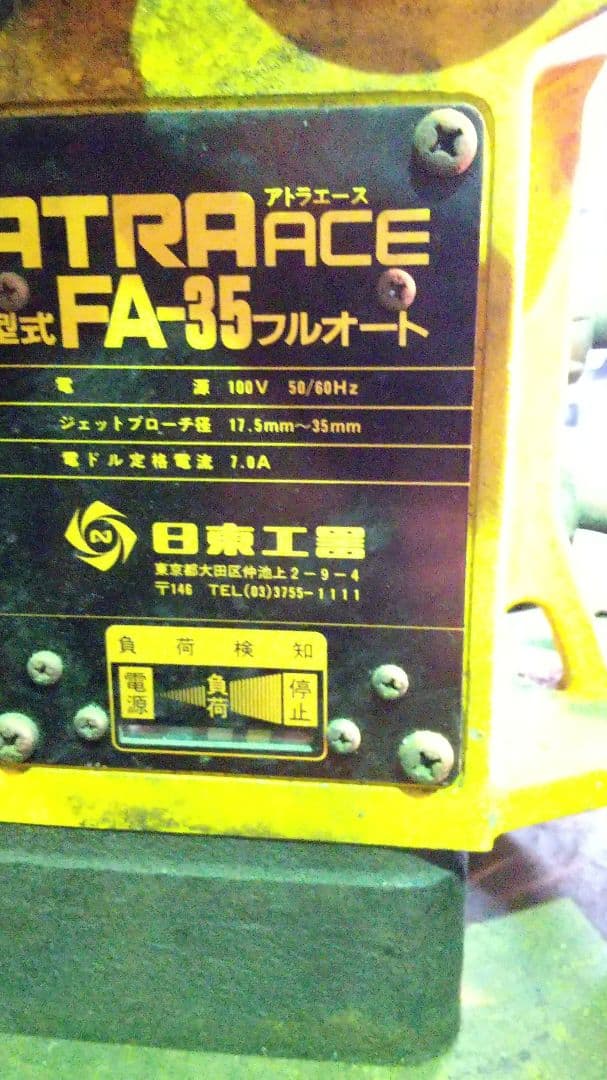 アトラエース
ATRA ACE
型式 FA-35 フルオート
電源 100V 50/60Hz
ジェットブローチ径 17.5mm〜35mm
電ドル定格電流 7.0A
日東工器
東京都大田区仲池上2-9-4
〒146 TEL(03)3755-1111
負荷検知
電源 負荷 停止